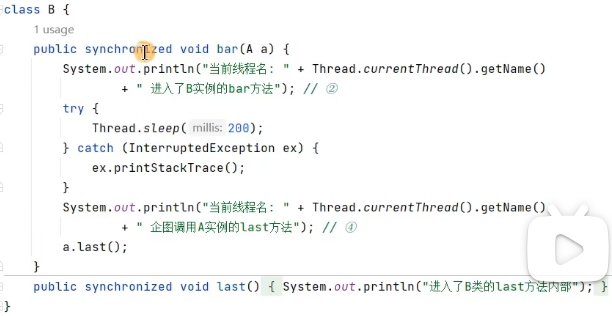 class B {
1 usage
public synchronized void bar(A a) {
System.out.println("当前线程名: " + Thread.currentThread().getName()
+ " 进入了B实例的bar方法"); // ②
try {
Thread.sleep( millis: 200);
} catch (InterruptedException ex) {
ex.printStackTrace();
}
System.out.println("当前线程名: " + Thread.currentThread().getName()
+ " 企图调用A实例的last方法"); // ④
a.last();
}
public synchronized void last() { System.out.println("进入了B类的last方法内部"); }
}